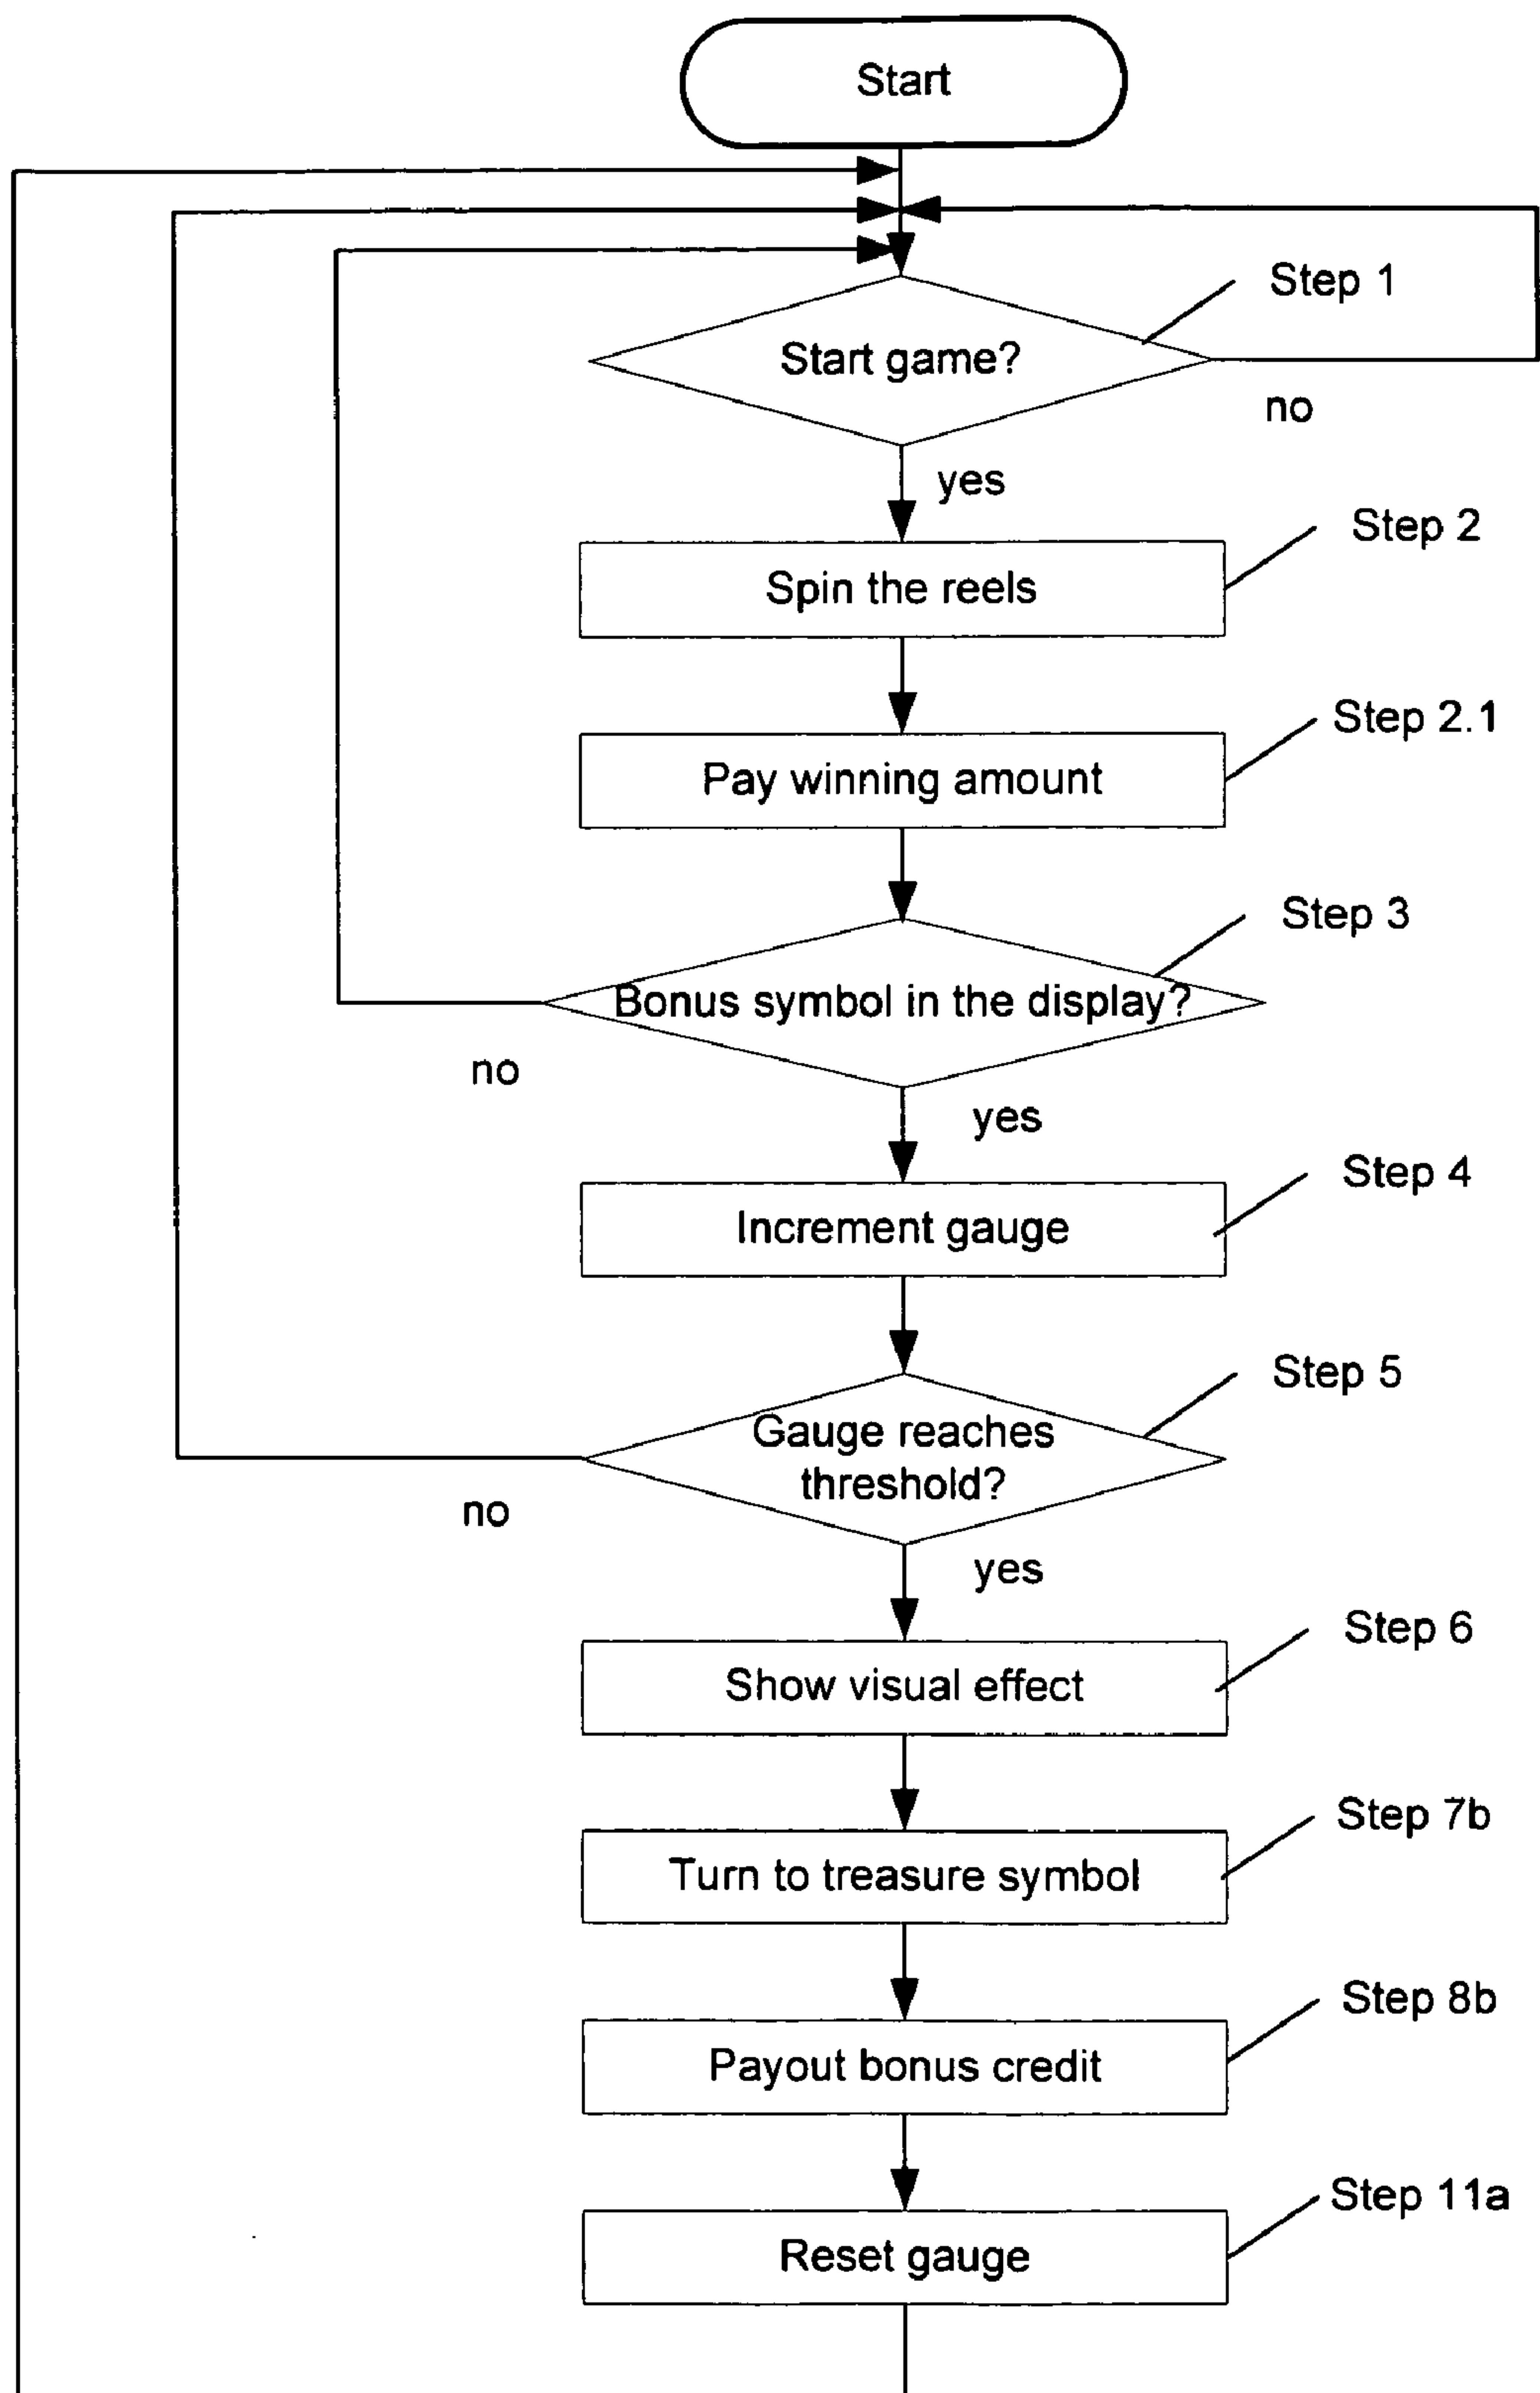 Start
Step 1
Start game?
no
yes
Step 2
Spin the reels
Step 2.1
Pay winning amount
Step 3
Bonus symbol in the display?
no
yes
Step 4
Increment gauge
Step 5
Gauge reaches
threshold?
no
yes
Step 6
Show visual effect
Step 7b
Turn to treasure symbol
Step 8b
Payout bonus credit
Step 11a
Reset gauge